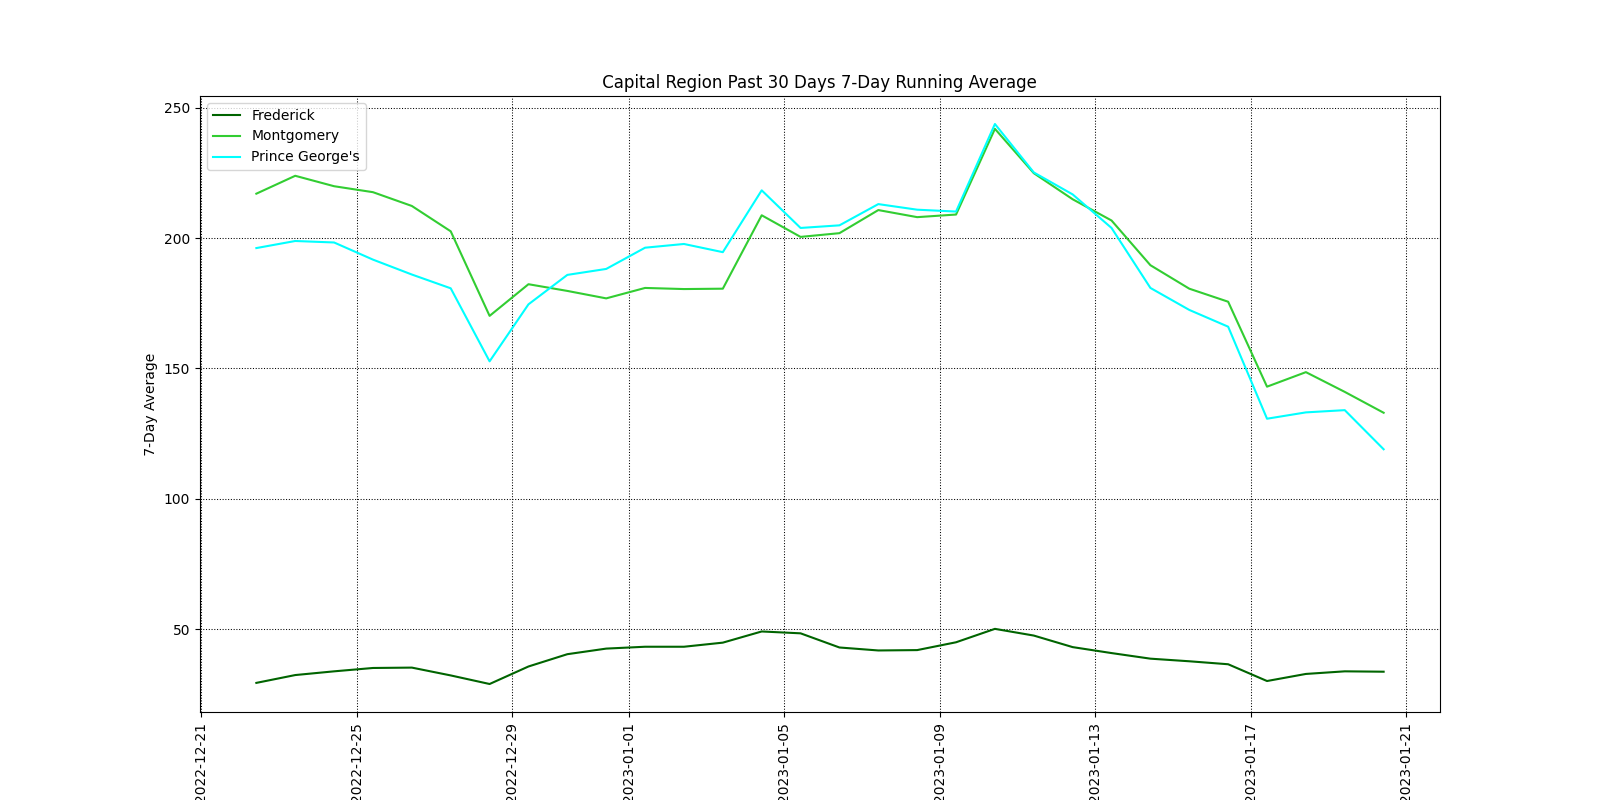 Capital Region Past 30 Days 7-Day Running Average
Frederick
Montgomery
Prince George's
7-Day Average
250
200
150
100
50
2022-12-21
2022-12-25
2022-12-29
2023-01-01
2023-01-05
2023-01-09
2023-01-13
2023-01-17
2023-01-21